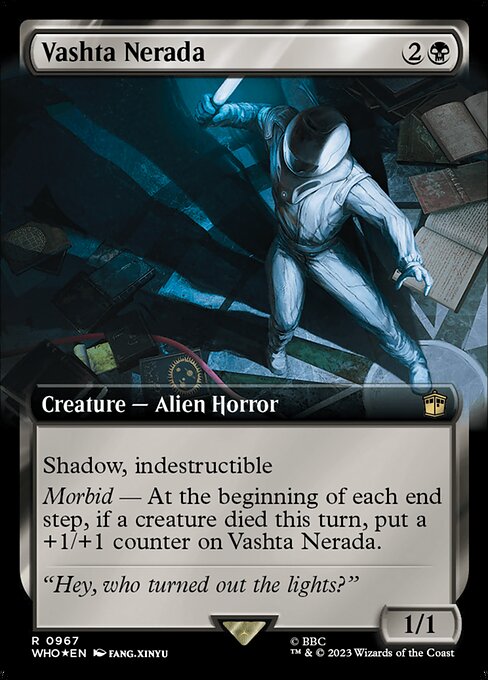 Vashta Nerada 2
Creature — Alien Horror
Shadow, indestructible
Morbid — At the beginning of each end
step, if a creature died this turn, put a
+1/+1 counter on Vashta Nerada.
“Hey, who turned out the lights?”
1/1
R 0967
WHO★EN FANG.XINYU
© BBC
™ & © 2023 Wizards of the Coast